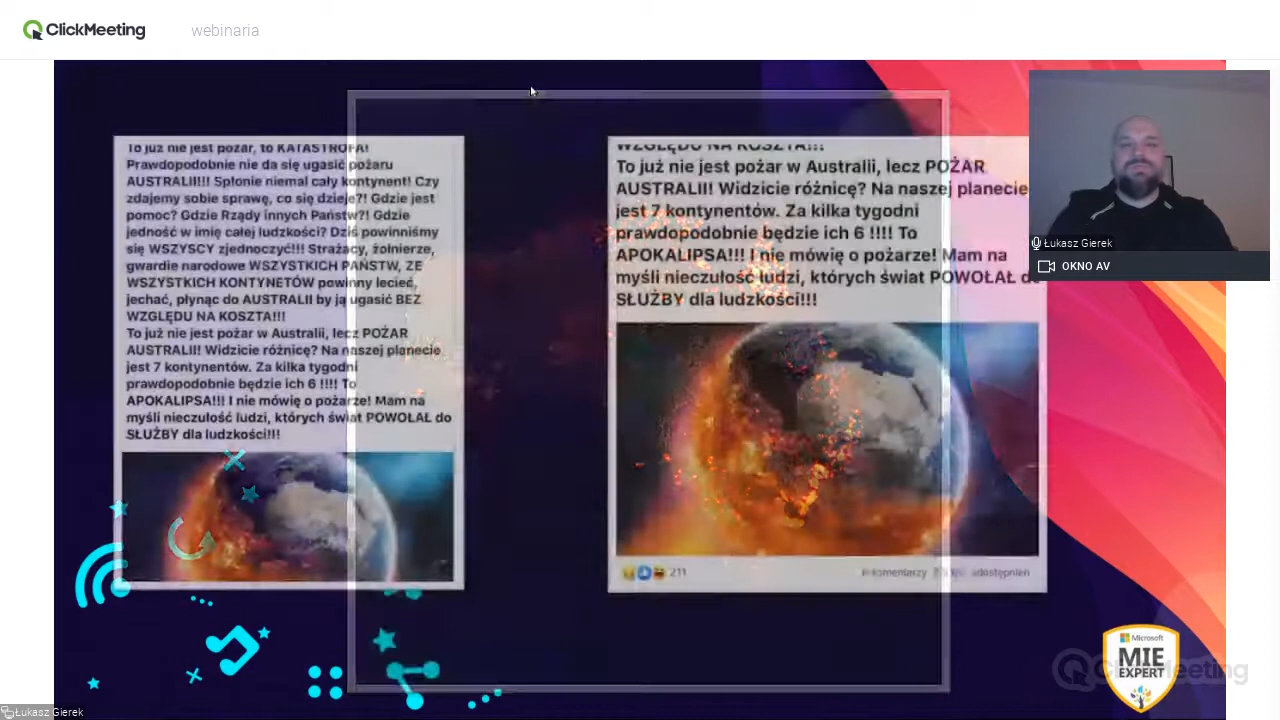 ClickMeeting
webinaria
To już nie jest pożar, to KATASTROFA!
Prawdopodobnie nie da się ugasić pożaru
AUSTRALII!!! Spłonie niemal cały kontynent! Czy
zdajemy sobie sprawę, co się dzieje?! Gdzie jest
pomoc? Gdzie Rządy innych Państw?! Gdzie
jedność w imię całej ludzkości? Dziś powinniśmy
się WSZYSCY zjednoczyć!!! Strażacy, żołnierze,
gwardie narodowe WSZYSTKICH PAŃSTW, ZE
WSZYSTKICH KONTYNETÓW powinny lecieć,
jechać, płynąc do AUSTRALII by ją ugasić BEZ
WZGLĘDU NA KOSZTA!!!
To już nie jest pożar w Australii, lecz POŻAR
AUSTRALII! Widzicie różnicę? Na naszej planecie
jest 7 kontynentów. Za kilka tygodni
prawdopodobnie będzie ich 6 !!!! To
APOKALIPSA!!! I nie mówię o pożarze! Mam na
myśli nieczułość ludzi, których świat POWOŁAŁ do
SŁUŻBY dla ludzkości!!!
WZGLĘDU NA KOSZTA!!!
To już nie jest pożar w Australii, lecz POŻAR
AUSTRALII! Widzicie różnicę? Na naszej planecie
jest 7 kontynentów. Za kilka tygodni
prawdopodobnie będzie ich 6 !!!! To
APOKALIPSA!!! I nie mówię o pożarze! Mam na
myśli nieczułość ludzi, których świat POWOŁAŁ do
SŁUŻBY dla ludzkości!!!
211
komentarzy udostępnień
Łukasz Gierek
OKNO AV
Microsoft
MIE
EXPERT
ClickMeeting
Łukasz Gierek